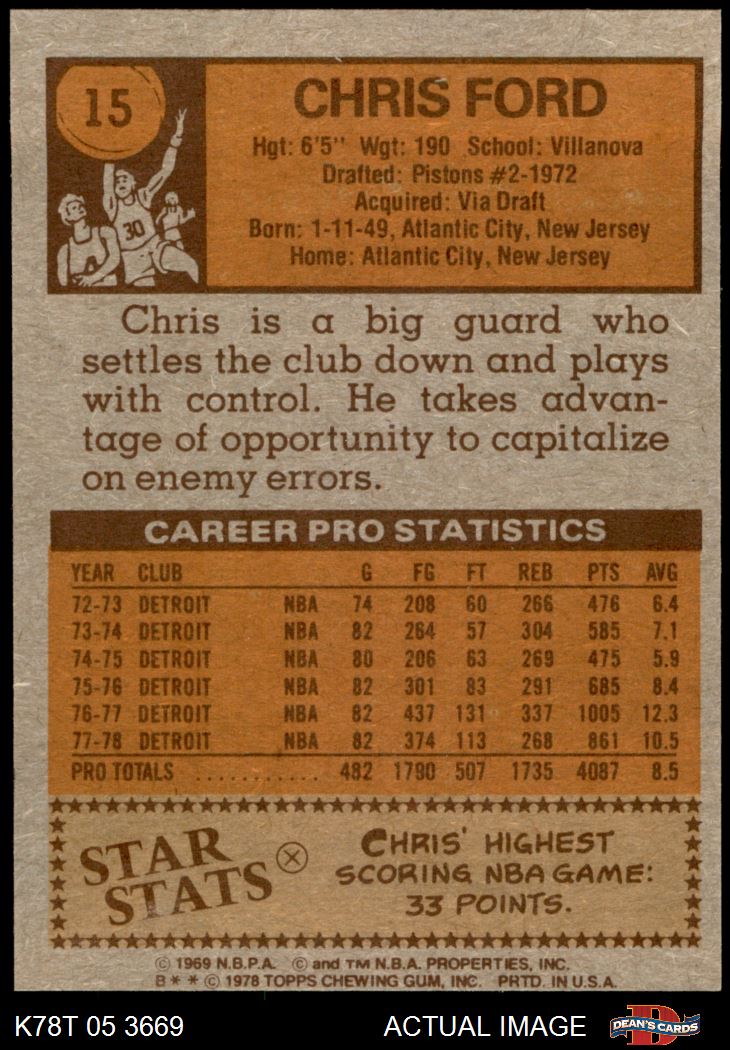 15
CHRIS FORD
Hgt: 6'5" Wgt: 190 School: Villanova
Drafted: Pistons #2-1972
Acquired: Via Draft
Born: 1-11-49, Atlantic City, New Jersey
Home: Atlantic City, New Jersey
30
Chris is a big guard who
settles the club down and plays
with control. He takes advan-
tage of opportunity to capitalize
on enemy errors.
CAREER PRO STATISTICS
YEAR CLUB G FG FT REB PTS AVG
72-73 DETROIT NBA 74 208 60 266 476 6.4
73-74 DETROIT NBA 82 264 57 304 585 7.1
74-75 DETROIT NBA 80 206 63 269 475 5.9
75-76 DETROIT NBA 82 301 83 291 685 8.4
76-77 DETROIT NBA 82 437 131 337 1005 12.3
77-78 DETROIT NBA 82 374 113 268 861 10.5
PRO TOTALS ........... 482 1790 507 1735 4087 8.5
STAR
STATS
CHRIS' HIGHEST
SCORING NBA GAME:
33 POINTS.
© 1969 N.B.P.A. © and TM N.B.A. PROPERTIES, INC.
B * * © 1978 TOPPS CHEWING GUM, INC. PRTD. IN U.S.A.
K78T 05 3669 ACTUAL IMAGE
D
DEAN'S CARDS